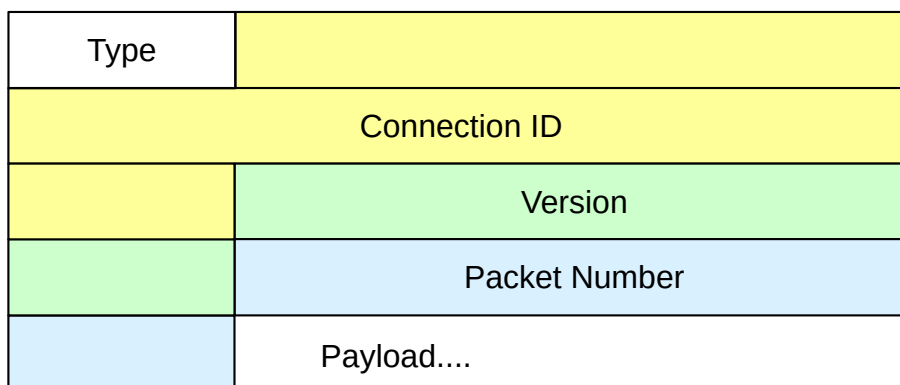 Type
Connection ID
Version
Packet Number
Payload....